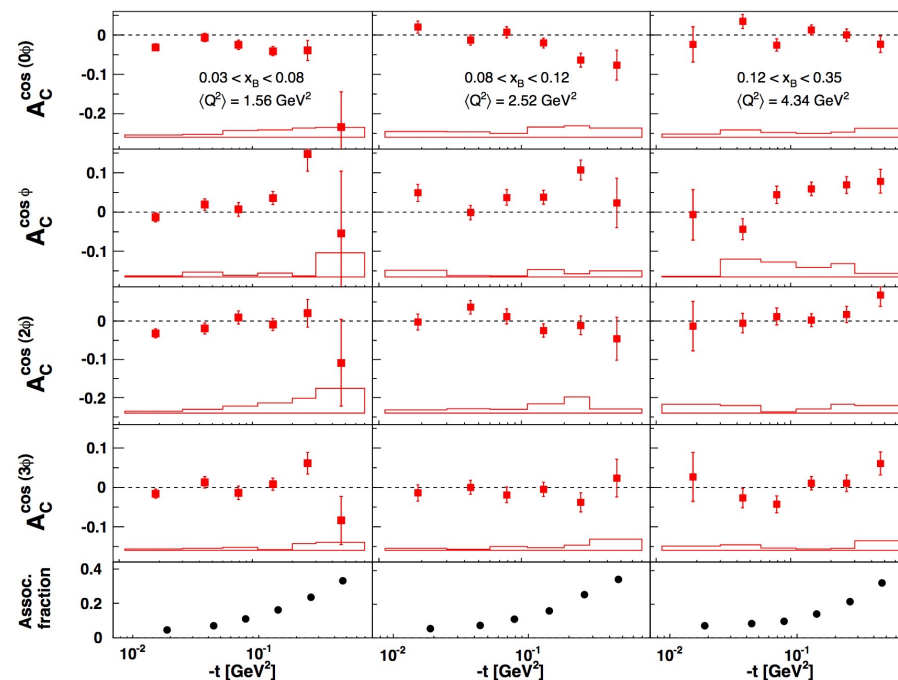 A_C^cos (0ϕ)
0
-0.1
-0.2
0.03 < x_B < 0.08
⟨Q²⟩ = 1.56 GeV²
0.08 < x_B < 0.12
⟨Q²⟩ = 2.52 GeV²
0.12 < x_B < 0.35
⟨Q²⟩ = 4.34 GeV²
A_C^cos ϕ
0.1
0
-0.1
A_C^cos (2ϕ)
0
-0.1
-0.2
A_C^cos (3ϕ)
0.1
0
-0.1
Assoc.
fraction
0.4
0.2
0
10⁻² 10⁻¹ 10⁻² 10⁻¹ 10⁻² 10⁻¹
-t [GeV²] -t [GeV²] -t [GeV²]